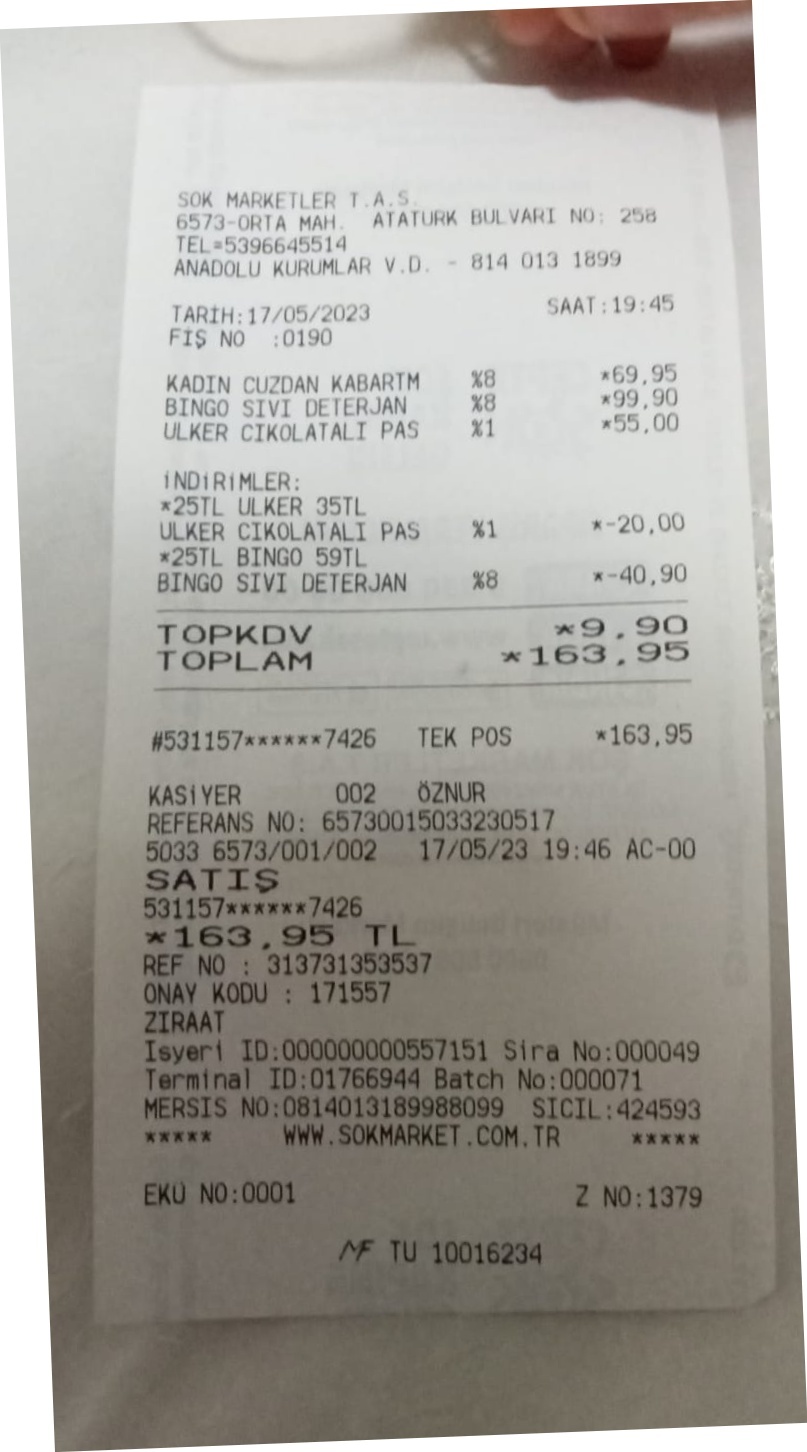 SOK MARKETLER T.A.S.
6573-ORTA MAH. ATATURK BULVARI NO: 258
TEL=5396645514
ANADOLU KURUMLAR V.D. - 814 013 1899
TARİH:17/05/2023 SAAT:19:45
FİŞ NO :0190
KADIN CUZDAN KABARTM %8 *69,95
BINGO SIVI DETERJAN %8 *99,90
ULKER CIKOLATALI PAS %1 *55,00
İNDİRİMLER:
*25TL ULKER 35TL
ULKER CIKOLATALI PAS %1 *-20,00
*25TL BINGO 59TL
BINGO SIVI DETERJAN %8 *-40,90
TOPKDV *9,90
TOPLAM *163,95
#531157******7426 TEK POS *163,95
KASİYER 002 ÖZNUR
REFERANS NO: 65730015033230517
5033 6573/001/002 17/05/23 19:46 AC-00
SATIŞ
531157******7426
*163,95 TL
REF NO : 313731353537
ONAY KODU : 171557
ZIRAAT
Isyeri ID:000000000557151 Sira No:000049
Terminal ID:01766944 Batch No:000071
MERSIS NO:0814013189988099 SICIL:424593
***** WWW.SOKMARKET.COM.TR *****
EKÜ NO:0001 Z NO:1379
MF TU 10016234